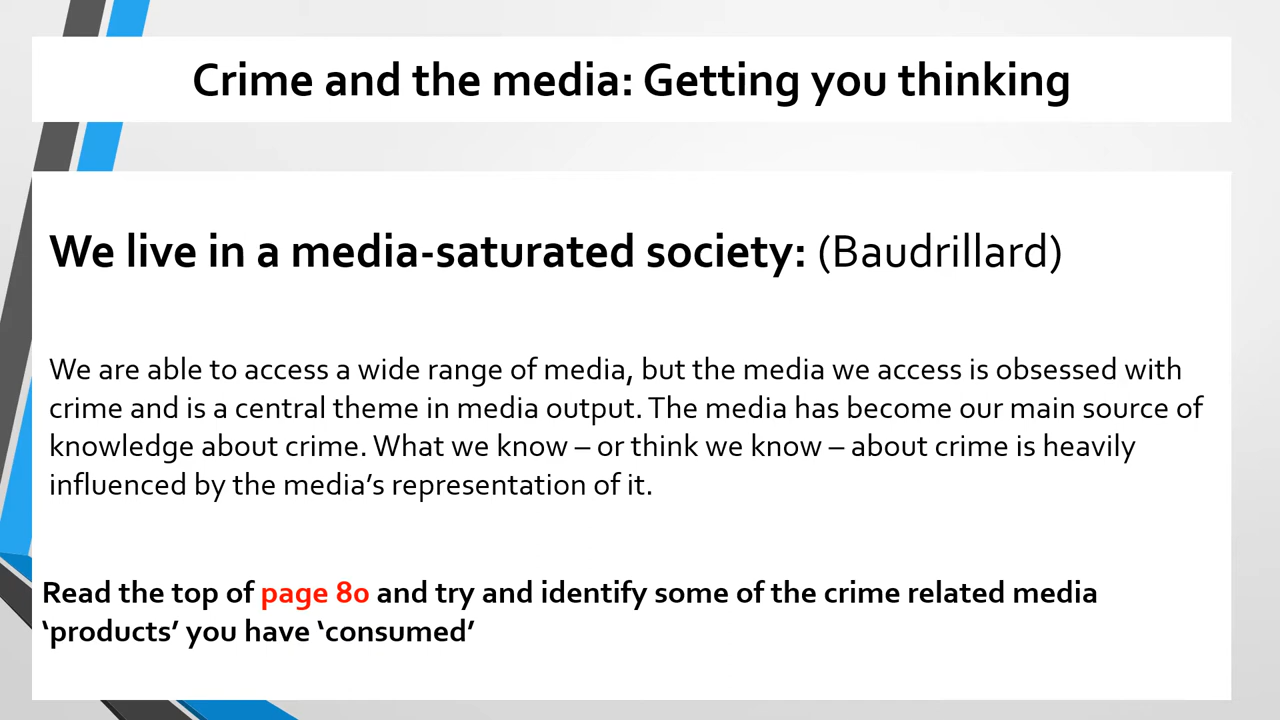 Crime and the media: Getting you thinking
We live in a media-saturated society: (Baudrillard)
We are able to access a wide range of media, but the media we access is obsessed with
crime and is a central theme in media output. The media has become our main source of
knowledge about crime. What we know – or think we know – about crime is heavily
influenced by the media’s representation of it.
Read the top of page 80 and try and identify some of the crime related media
‘products’ you have ‘consumed’